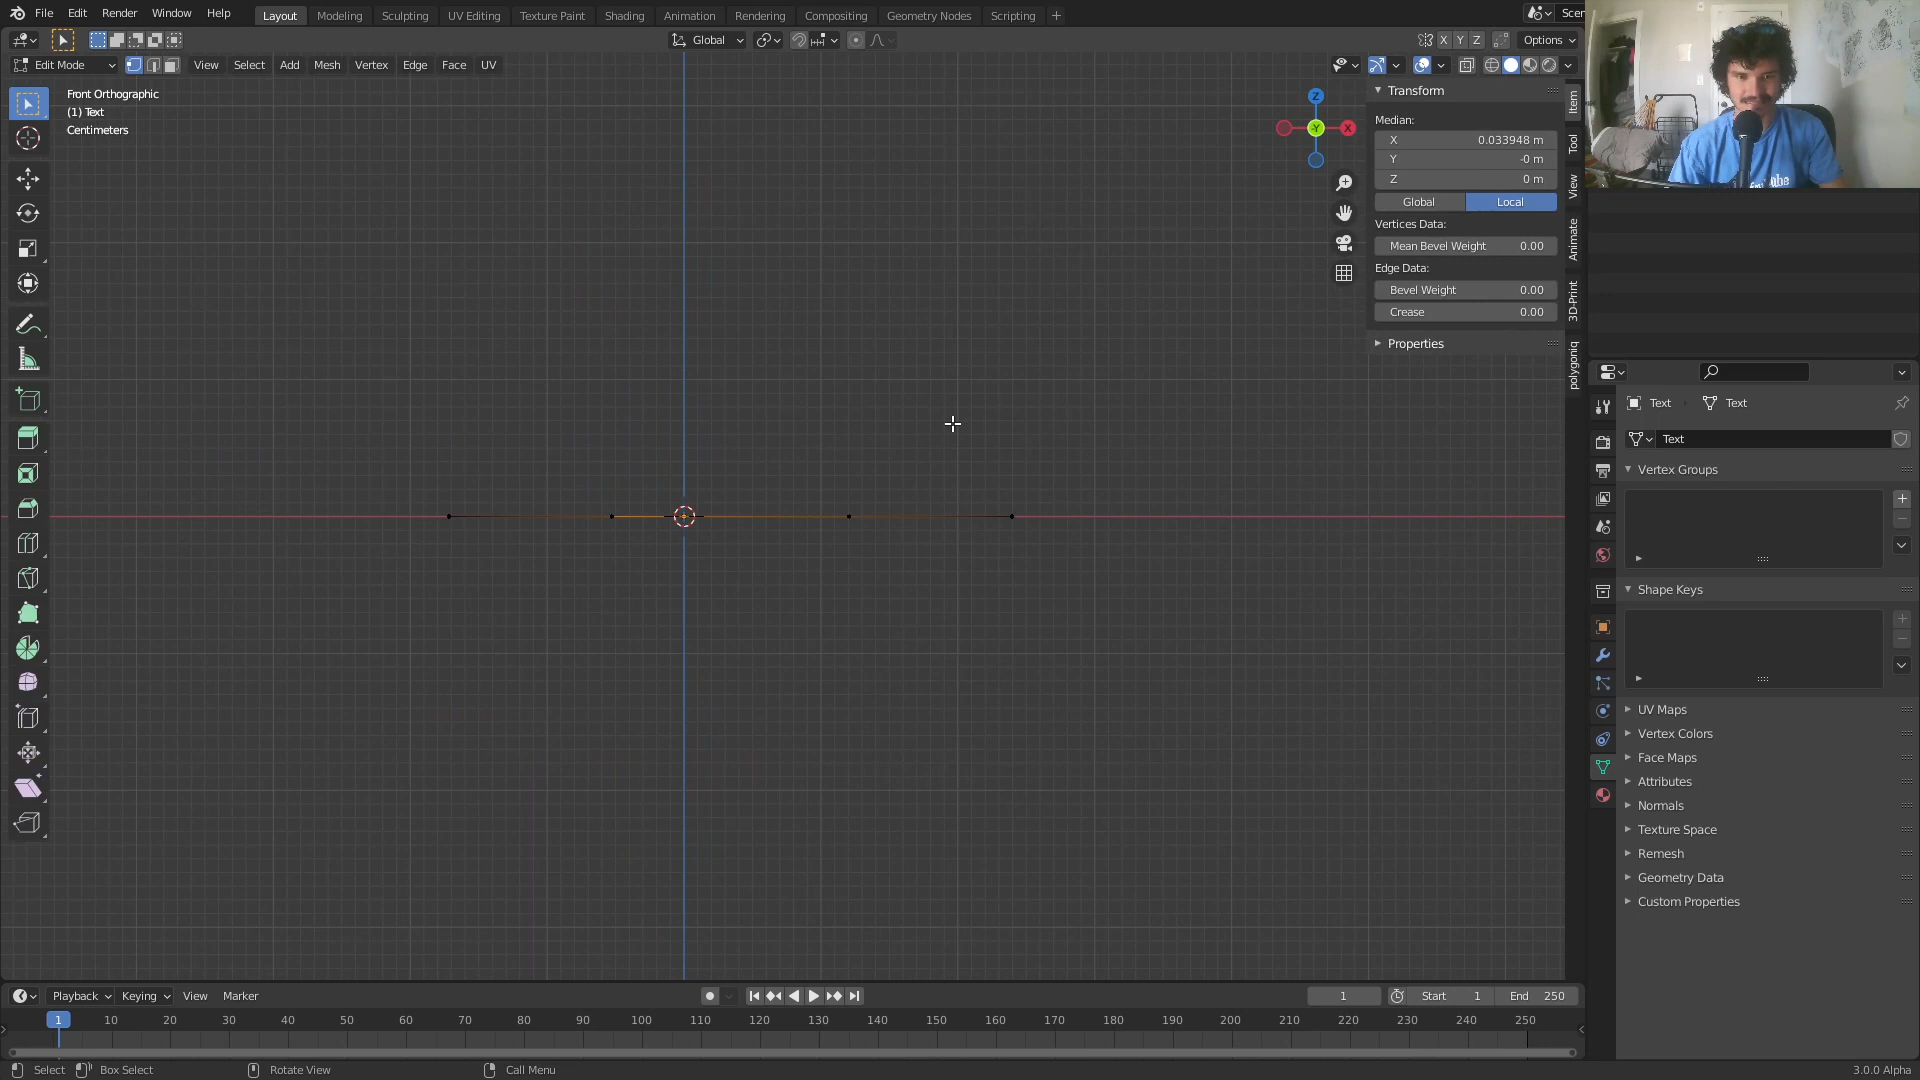 File Edit Render Window Help Layout Modeling Sculpting UV Editing Texture Paint Shading Animation Rendering Compositing Geometry Nodes Scripting + Scen
Global X Y Z Options
Edit Mode View Select Add Mesh Vertex Edge Face UV
Front Orthographic
(1) Text
Centimeters
Z
-Y
X
Transform
Median:
X 0.033948 m
Y -0 m
Z 0 m
Global Local
Vertices Data:
Mean Bevel Weight 0.00
Edge Data:
Bevel Weight 0.00
Crease 0.00
Properties
Item
Tool
View
Animate
3D-Print
polygoniq
Text Text
Text
Vertex Groups
Shape Keys
UV Maps
Vertex Colors
Face Maps
Attributes
Normals
Texture Space
Remesh
Geometry Data
Custom Properties
Playback Keying View Marker 1 Start 1 End 250
1 10 20 30 40 50 60 70 80 90 100 110 120 130 140 150 160 170 180 190 200 210 220 230 240 250
Select Box Select Rotate View Call Menu 3.0.0 Alpha